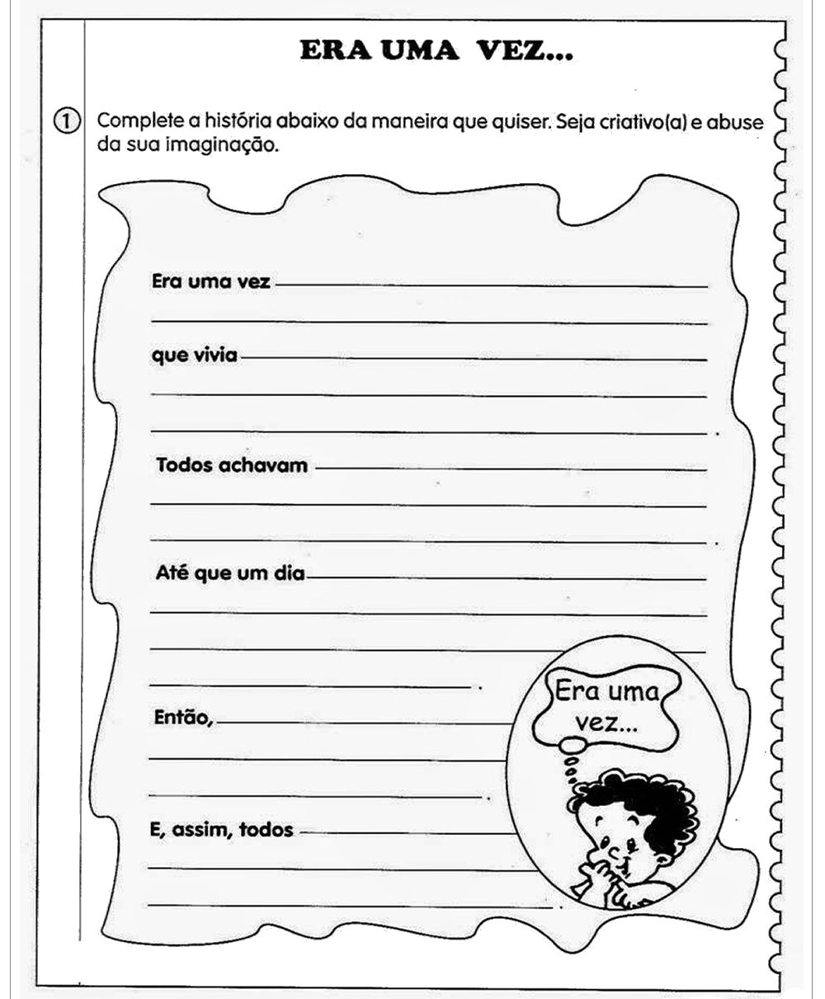 ERA UMA VEZ...
1 Complete a história abaixo da maneira que quiser. Seja criativo(a) e abuse
da sua imaginação.
Era uma vez
que vivia
.
Todos achavam
.
Até que um dia
.
Então,
.
E, assim, todos
.
Era uma
vez...